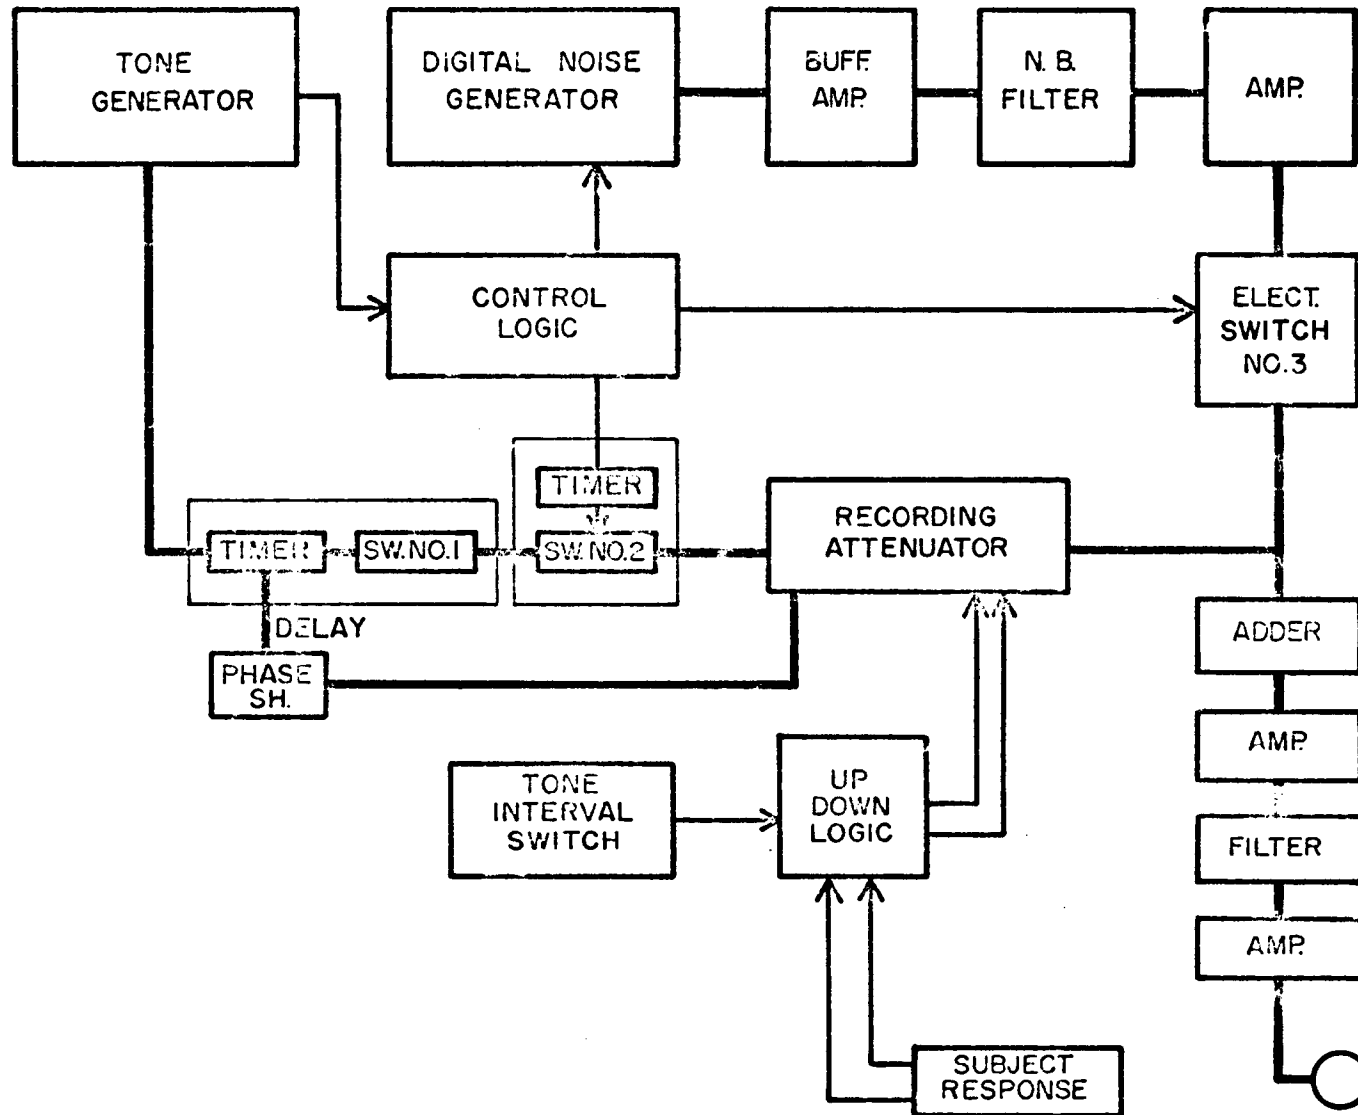 TONE
GENERATOR
DIGITAL NOISE
GENERATOR
BUFF.
AMP.
N. B.
FILTER
AMP.
CONTROL
LOGIC
ELECT.
SWITCH
NO.3
TIMER
TIMER
SW.NO.1
SW.NO.2
RECORDING
ATTENUATOR
DELAY
PHASE
SH.
ADDER
AMP.
TONE
INTERVAL
SWITCH
UP
DOWN
LOGIC
FILTER
AMP.
SUBJECT
RESPONSE